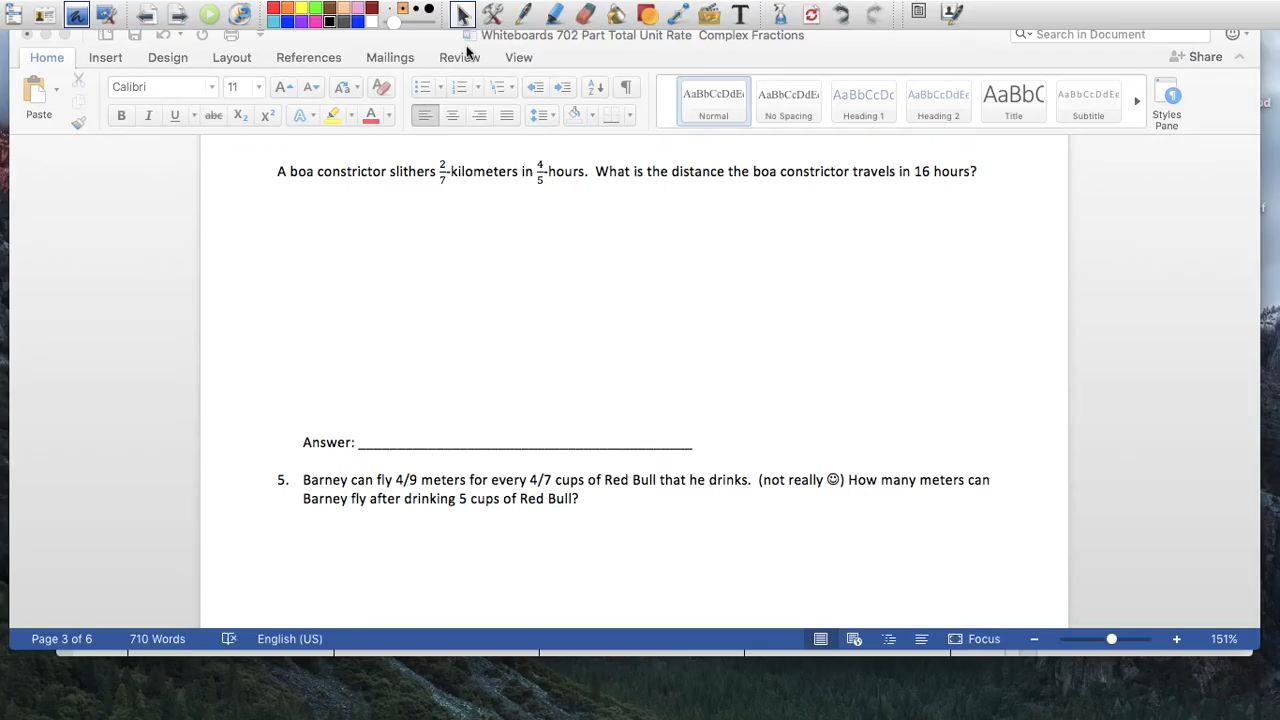 Whiteboards 702 Part Total Unit Rate  Complex Fractions
Search in Document
Home Insert Design Layout References Mailings Review View Share
Paste Calibri 11 AaBbCcDdEe AaBbCcDdEe AaBbCcDc AaBbCcDdEe AaBbC AaBbCcDdEe Styles Pane
Normal No Spacing Heading 1 Heading 2 Title Subtitle
A boa constrictor slithers 2/7-kilometers in 4/5-hours.  What is the distance the boa constrictor travels in 16 hours?
Answer: ____________________________________
5. Barney can fly 4/9 meters for every 4/7 cups of Red Bull that he drinks.  (not really ☺) How many meters can
Barney fly after drinking 5 cups of Red Bull?
Page 3 of 6 710 Words English (US) Focus 151%